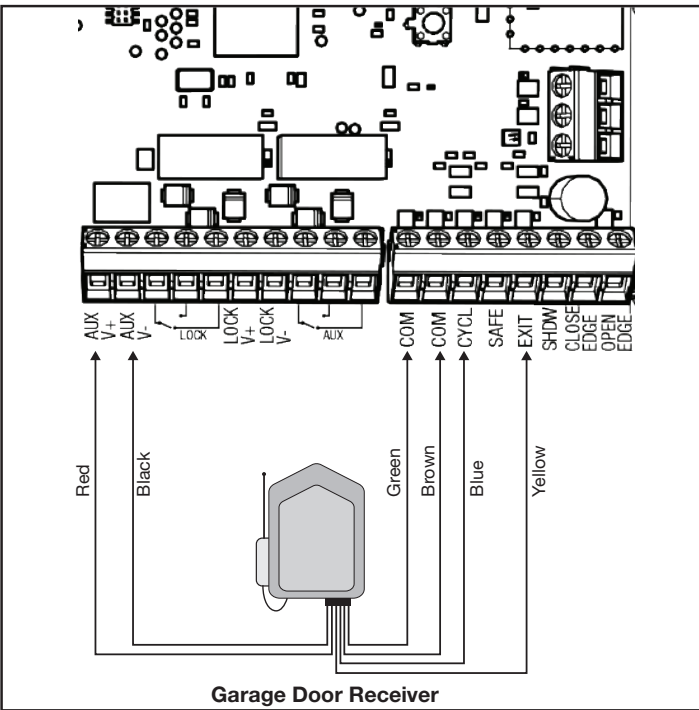 AUX V+
AUX V-
LOCK
LOCK V+
LOCK V-
AUX
COM
COM
CYCL
SAFE
EXIT
SHDW
CLOSE EDGE
OPEN EDGE
Red
Black
Green
Brown
Blue
Yellow
Garage Door Receiver